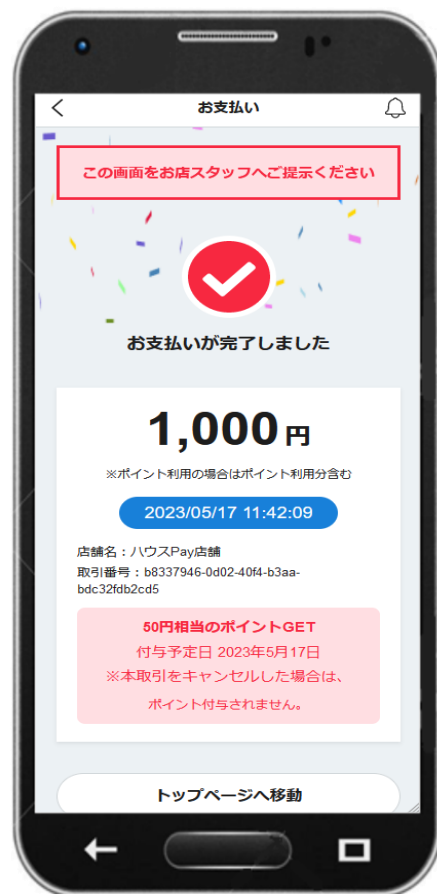 お支払い
この画面をお店スタッフへご提示ください
お支払いが完了しました
1,000円
※ポイント利用の場合はポイント利用分含む
2023/05/17 11:42:09
店舗名：ハウスPay店舗
取引番号：b8337946-0d02-40f4-b3aa-
bdc32fdb2cd5
50円相当のポイントGET
付与予定日 2023年5月17日
※本取引をキャンセルした場合は、
ポイント付与されません。
トップページへ移動